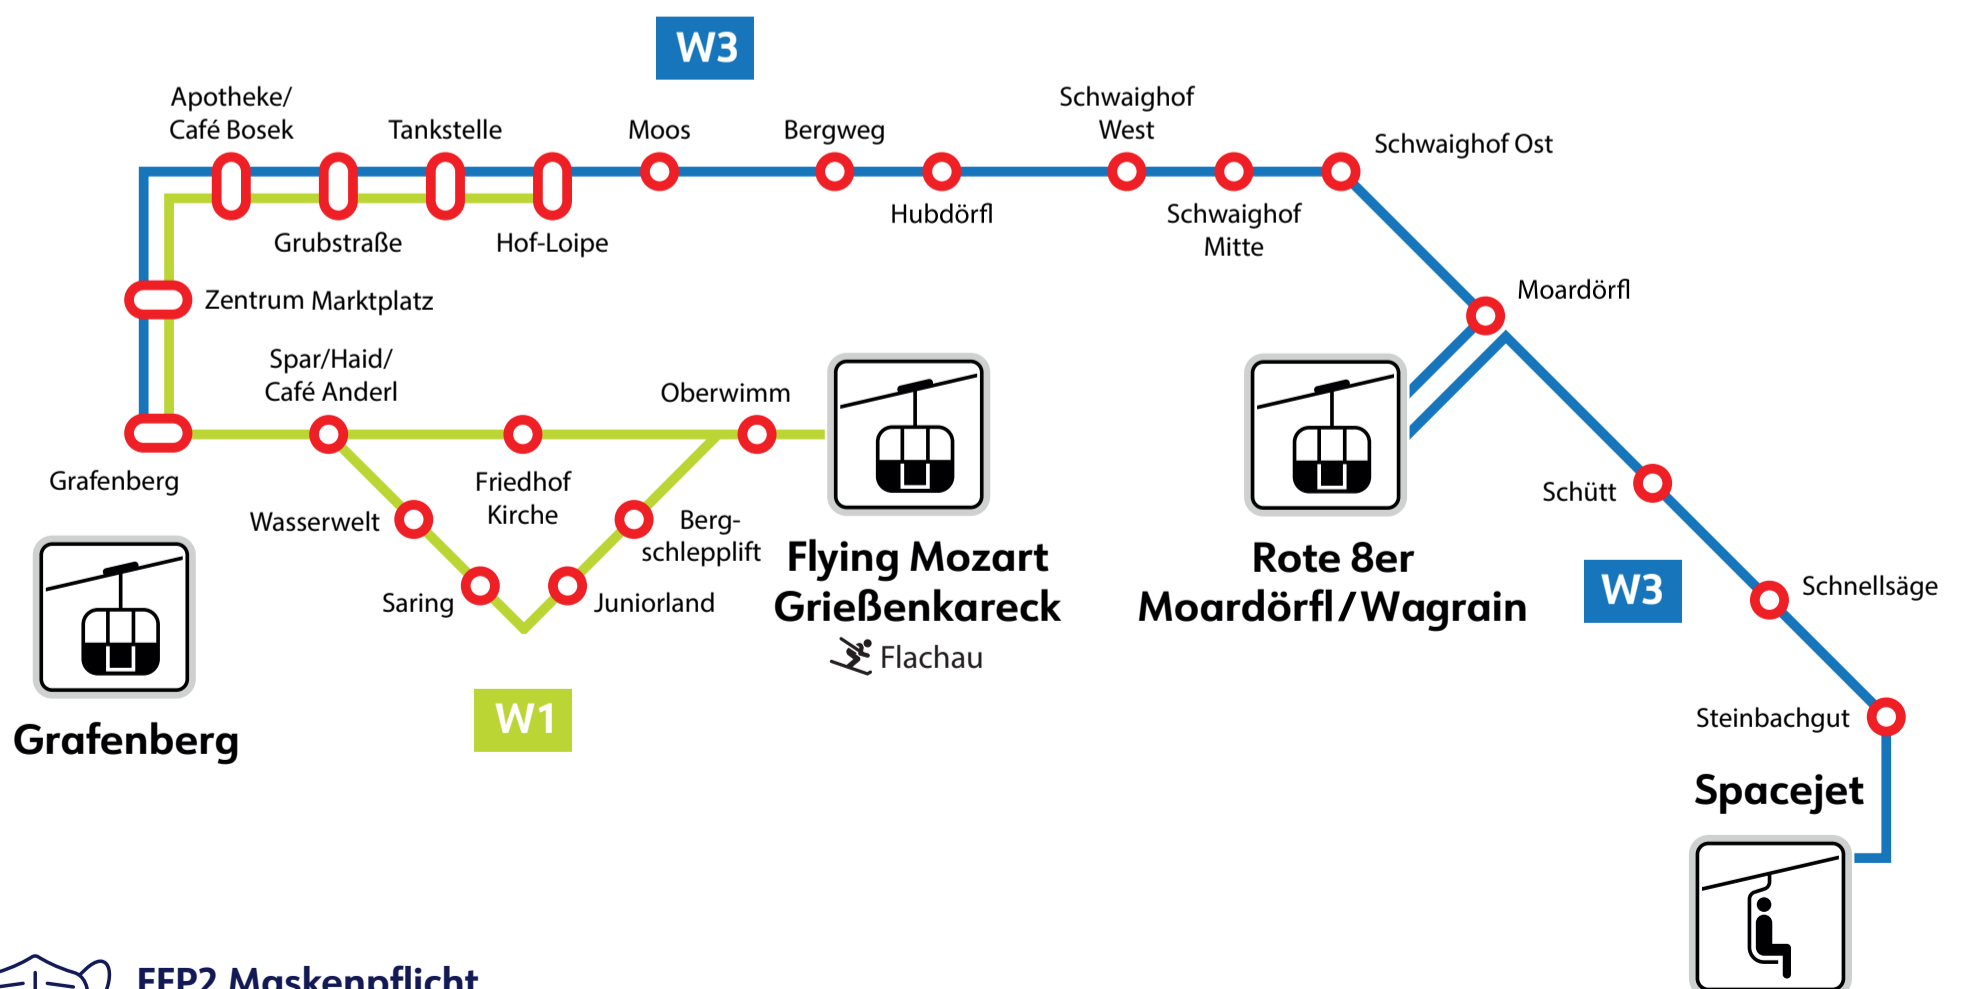 W3
Apotheke/
Café Bosek
Tankstelle
Moos
Bergweg
Schwaighof
West
Schwaighof Ost
Grubstraße
Hof-Loipe
Hubdörfl
Schwaighof
Mitte
Zentrum Marktplatz
Moardörfl
Spar/Haid/
Café Anderl
Oberwimm
Grafenberg
Friedhof
Kirche
Wasserwelt
Berg-
schlepplift
Schütt
Saring
Juniorland
Flying Mozart
Grießenkareck
Flachau
Rote 8er
Moardörfl/Wagrain
W3
Schnellsäge
W1
Grafenberg
Steinbachgut
Spacejet
FFP2 Maskenpflicht